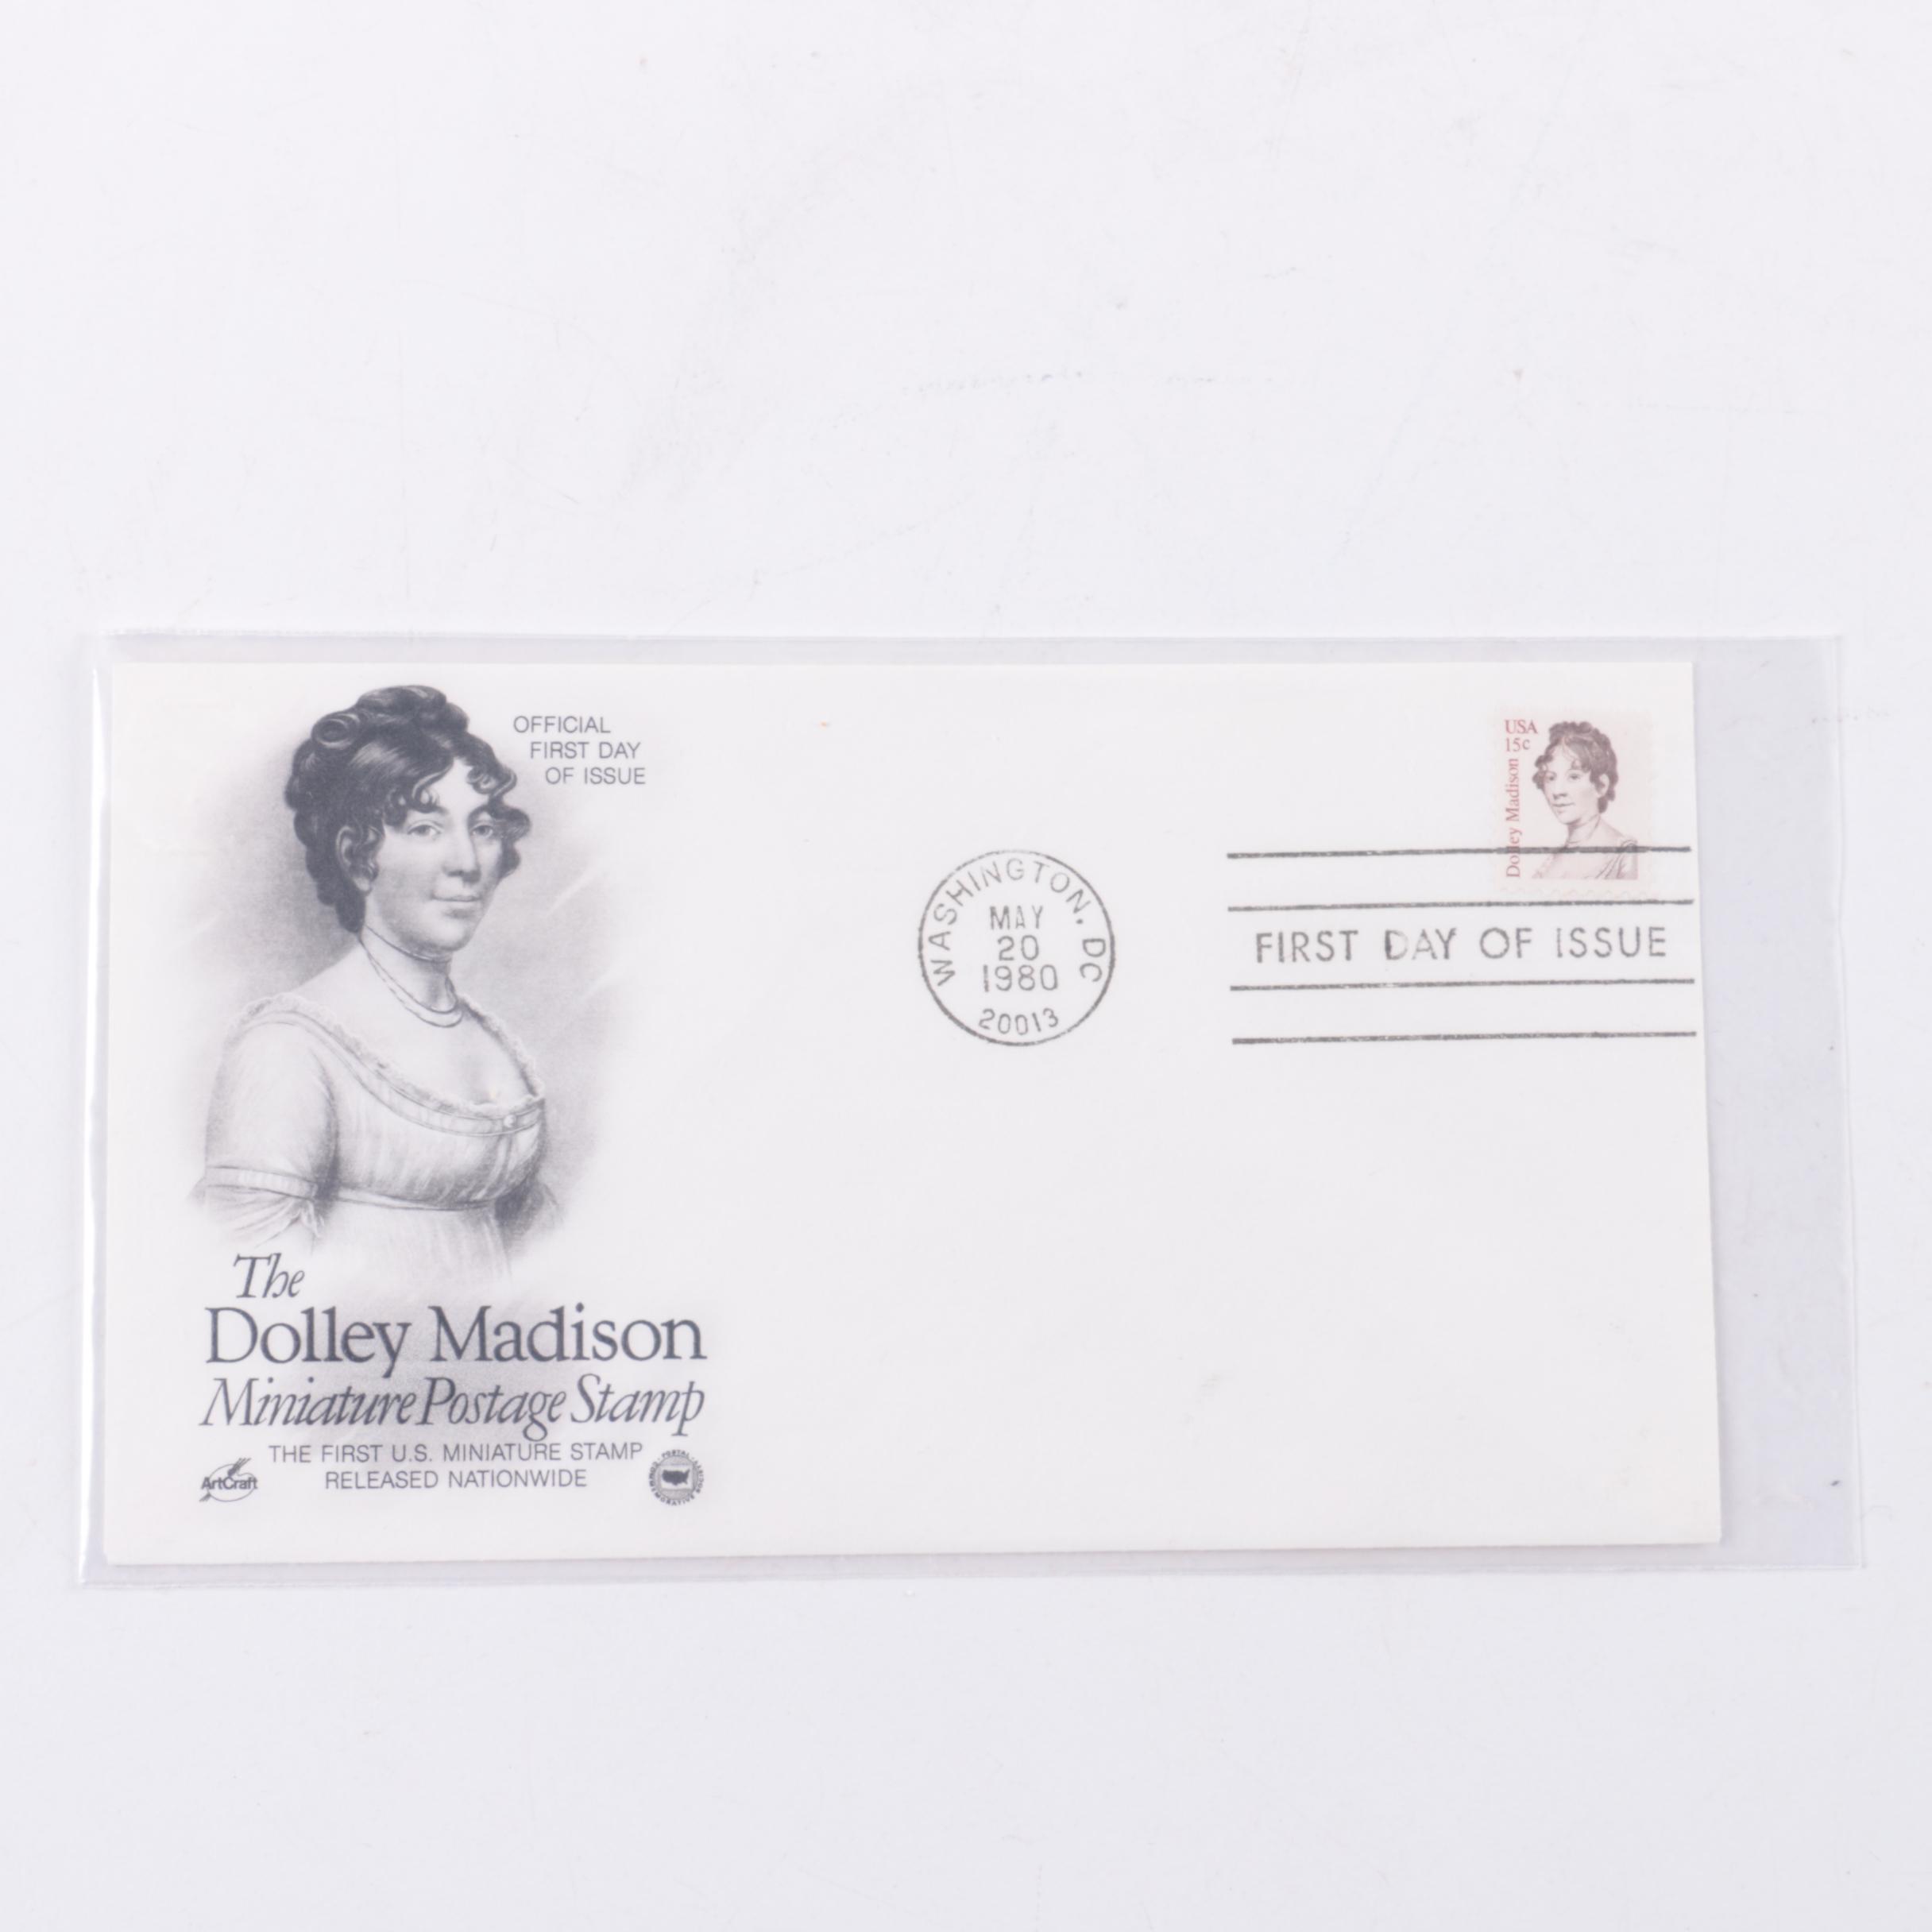 OFFICIAL
FIRST DAY
OF ISSUE
USA
15c
Dolley Madison
WASHINGTON, DC
MAY
20
1980
20013
FIRST DAY OF ISSUE
The
Dolley Madison
Miniature Postage Stamp
THE FIRST U.S. MINIATURE STAMP
RELEASED NATIONWIDE
ArtCraft